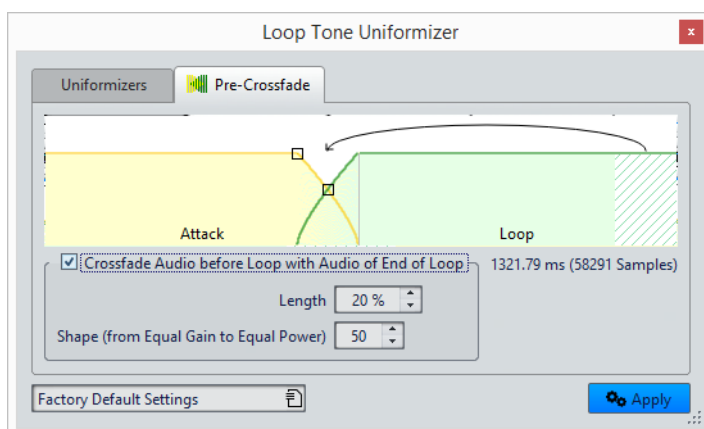 Loop Tone Uniformizer
x
Uniformizers Pre-Crossfade
Attack Loop
Crossfade Audio before Loop with Audio of End of Loop 1321.79 ms (58291 Samples)
Length 20 %
Shape (from Equal Gain to Equal Power) 50
Factory Default Settings Apply